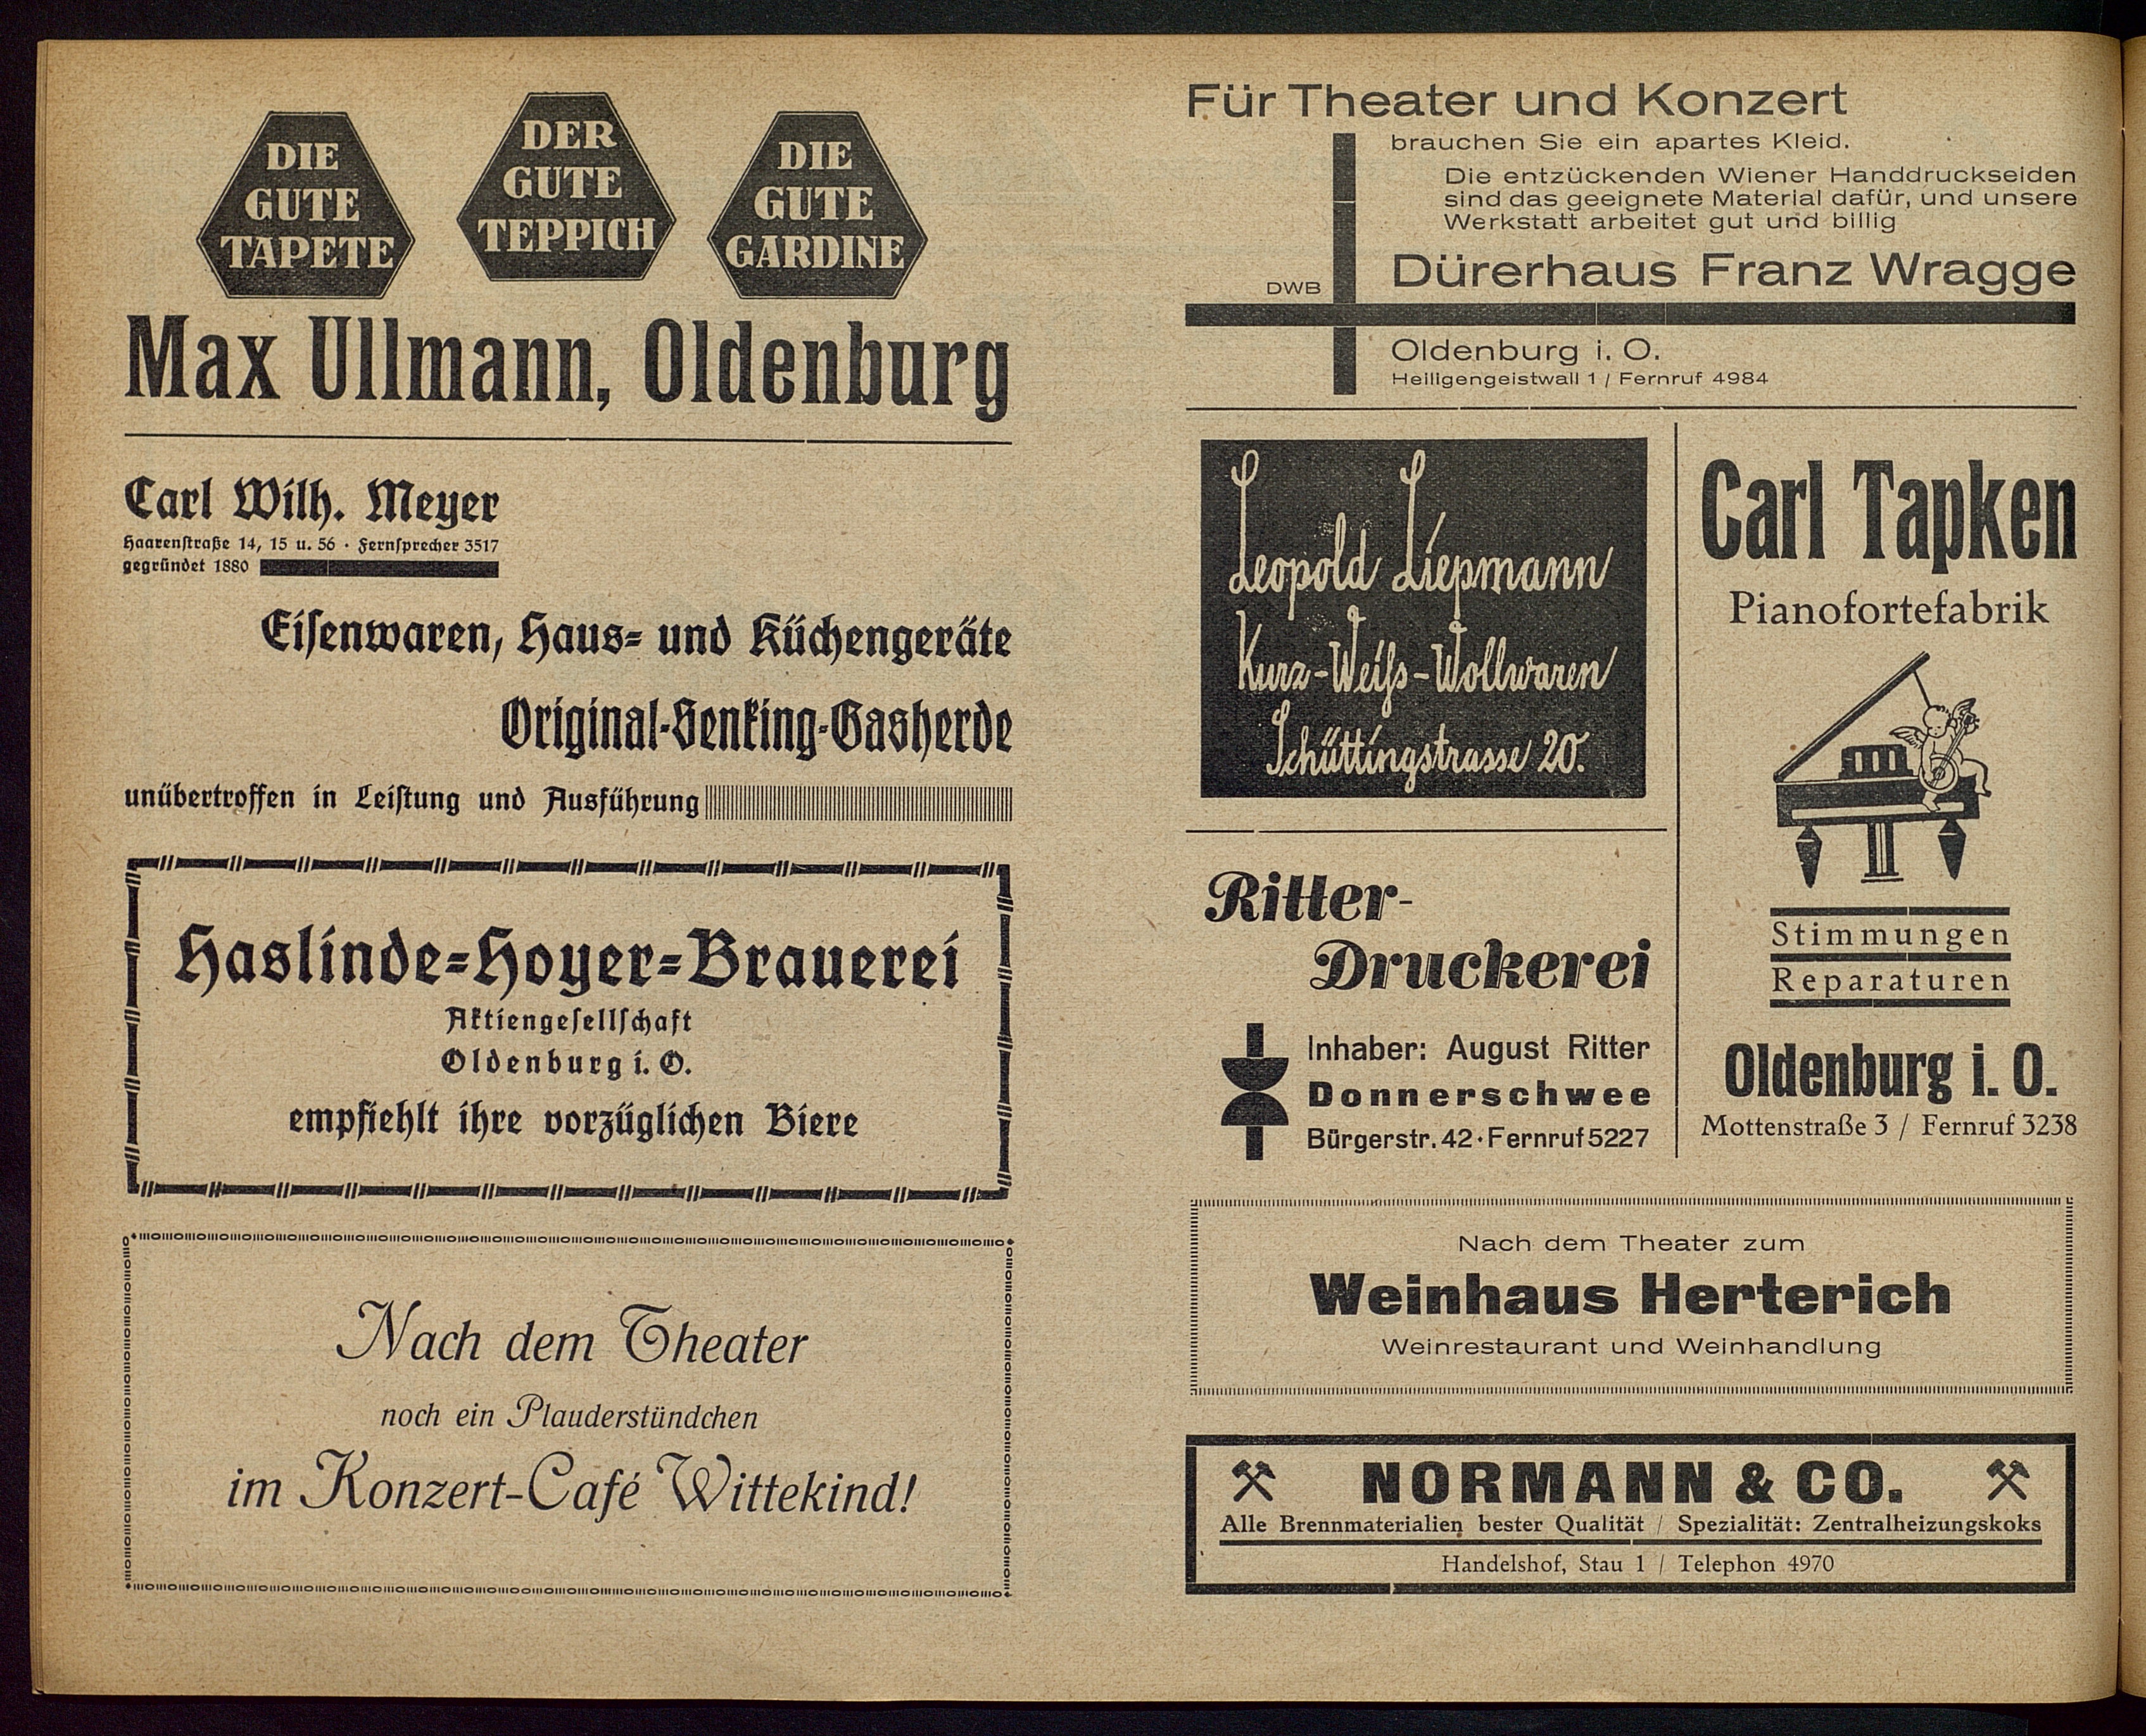 DIE
GUTE
TAPETE
DER
GUTE
TEPPICH
DIE
GUTE
GARDINE
Max Ullmann, Oldenburg
Carl Wilh. Meyer
Haarenstraße 14, 15 u. 56 · Fernsprecher 3517
gegründet 1880
Eisenwaren, Haus- und Küchengeräte
Original-Senking-Gasherde
unübertroffen in Leistung und Ausführung
Haslinde-Hoyer-Brauerei
Aktiengesellschaft
Oldenburg i. O.
empfiehlt ihre vorzüglichen Biere
Nach dem Theater
noch ein Plauderstündchen
im Konzert-Café Wittekind!
Für Theater und Konzert
brauchen Sie ein apartes Kleid.
Die entzückenden Wiener Handdruckseiden
sind das geeignete Material dafür, und unsere
Werkstatt arbeitet gut und billig
DWB
Dürerhaus Franz Wragge
Oldenburg i. O.
Heiligengeistwall 1 / Fernruf 4984
Leopold Liepmann
Kurz-Weiß-Wollwaren
Schüttingstrasse 20.
Ritter-
Druckerei
Inhaber: August Ritter
Donnerschwee
Bürgerstr. 42 · Fernruf 5227
Carl Tapken
Pianofortefabrik
Stimmungen
Reparaturen
Oldenburg i. O.
Mottenstraße 3 / Fernruf 3238
Nach dem Theater zum
Weinhaus Herterich
Weinrestaurant und Weinhandlung
NORMANN & CO.
Alle Brennmaterialien bester Qualität / Spezialität: Zentralheizungskoks
Handelshof, Stau 1 / Telephon 4970